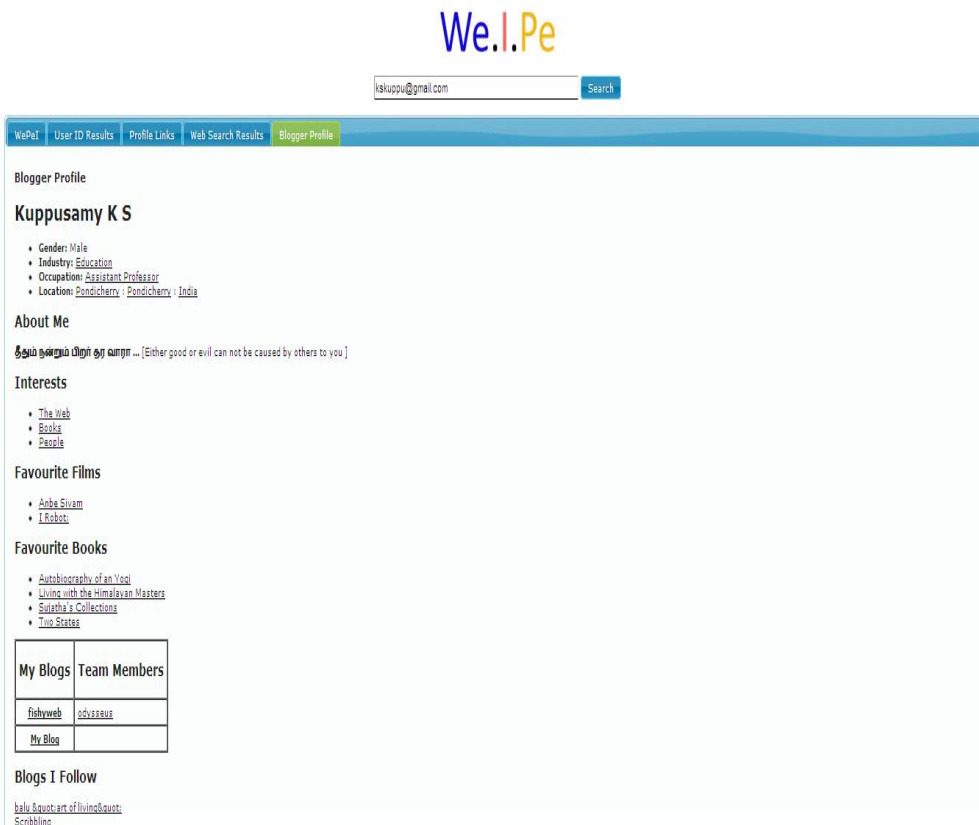 We.I.Pe
kskuppu@gmail.com Search
WePeI User ID Results Profile Links Web Search Results Blogger Profile
Blogger Profile
Kuppusamy K S
Gender: Male
Industry: Education
Occupation: Assistant Professor
Location: Pondicherry : Pondicherry : India
About Me
தீதும் நன்றும் பிறர் தர வாரா ... [Either good or evil can not be caused by others to you ]
Interests
The Web
Books
People
Favourite Films
Anbe Sivam
I Robot;
Favourite Books
Autobiography of an Yogi
Living with the Himalayan Masters
Sujatha's Collections
Two States
My Blogs Team Members
fishyweb odysseus
My Blog
Blogs I Follow
balu &quot;art of living&quot;
Scribbling